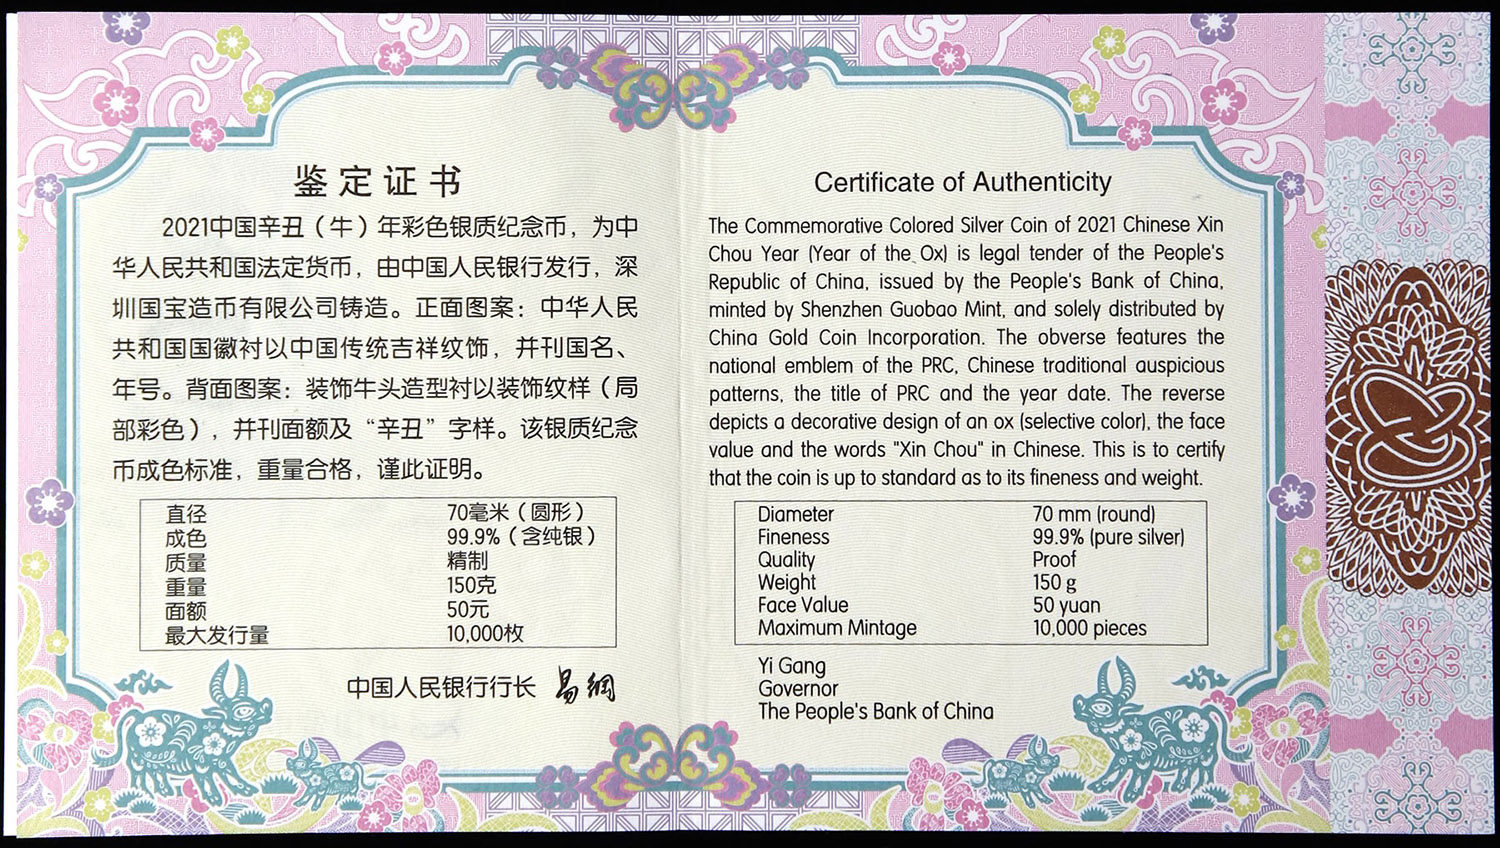 鉴定证书
2021中国辛丑（牛）年彩色银质纪念币，为中
华人民共和国法定货币，由中国人民银行发行，深
圳国宝造币有限公司铸造。正面图案：中华人民
共和国国徽衬以中国传统吉祥纹饰，并刊国名、
年号。背面图案：装饰牛头造型衬以装饰纹样（局
部彩色），并刊面额及“辛丑”字样。该银质纪念
币成色标准，重量合格，谨此证明。
直径 70毫米（圆形）
成色 99.9%（含纯银）
质量 精制
重量 150克
面额 50元
最大发行量 10,000枚
中国人民银行行长 易纲
Certificate of Authenticity
The Commemorative Colored Silver Coin of 2021 Chinese Xin
Chou Year (Year of the Ox) is legal tender of the People's
Republic of China, issued by the People's Bank of China,
minted by Shenzhen Guobao Mint, and solely distributed by
China Gold Coin Incorporation. The obverse features the
national emblem of the PRC, Chinese traditional auspicious
patterns, the title of PRC and the year date. The reverse
depicts a decorative design of an ox (selective color), the face
value and the words "Xin Chou" in Chinese. This is to certify
that the coin is up to standard as to its fineness and weight.
Diameter 70 mm (round)
Fineness 99.9% (pure silver)
Quality Proof
Weight 150 g
Face Value 50 yuan
Maximum Mintage 10,000 pieces
Yi Gang
Governor
The People's Bank of China